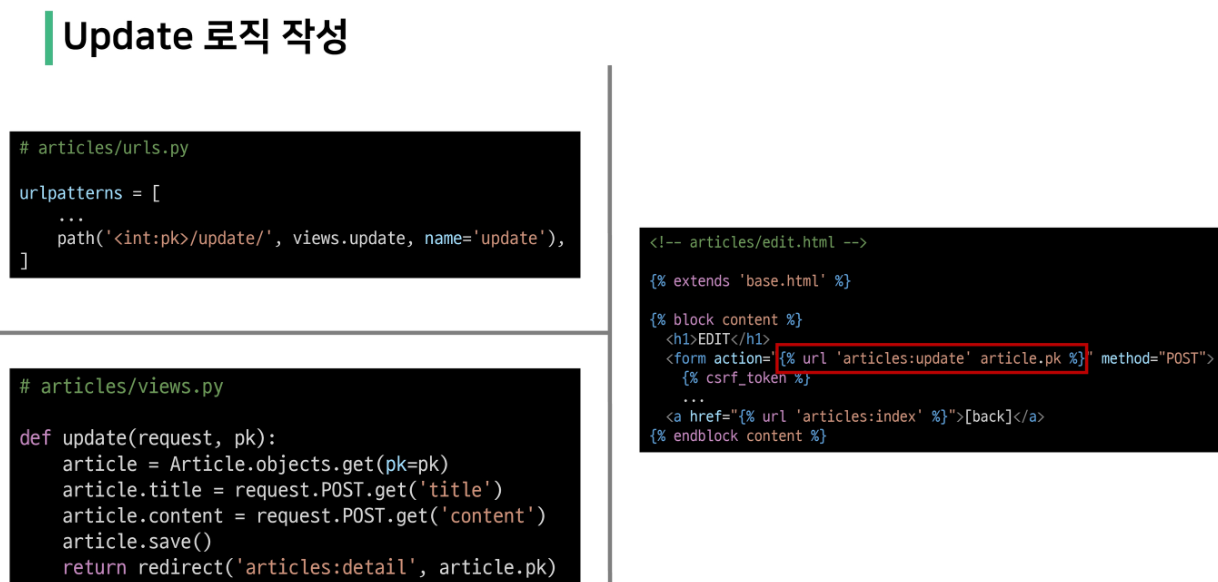 Update 로직 작성
# articles/urls.py
urlpatterns = [
    ...
    path('<int:pk>/update/', views.update, name='update'),
]
# articles/views.py
def update(request, pk):
    article = Article.objects.get(pk=pk)
    article.title = request.POST.get('title')
    article.content = request.POST.get('content')
    article.save()
    return redirect('articles:detail', article.pk)
<!-- articles/edit.html -->
{% extends 'base.html' %}
{% block content %}
  <h1>EDIT</h1>
  <form action="{% url 'articles:update' article.pk %}" method="POST">
    {% csrf_token %}
    ...
  <a href="{% url 'articles:index' %}">[back]</a>
{% endblock content %}